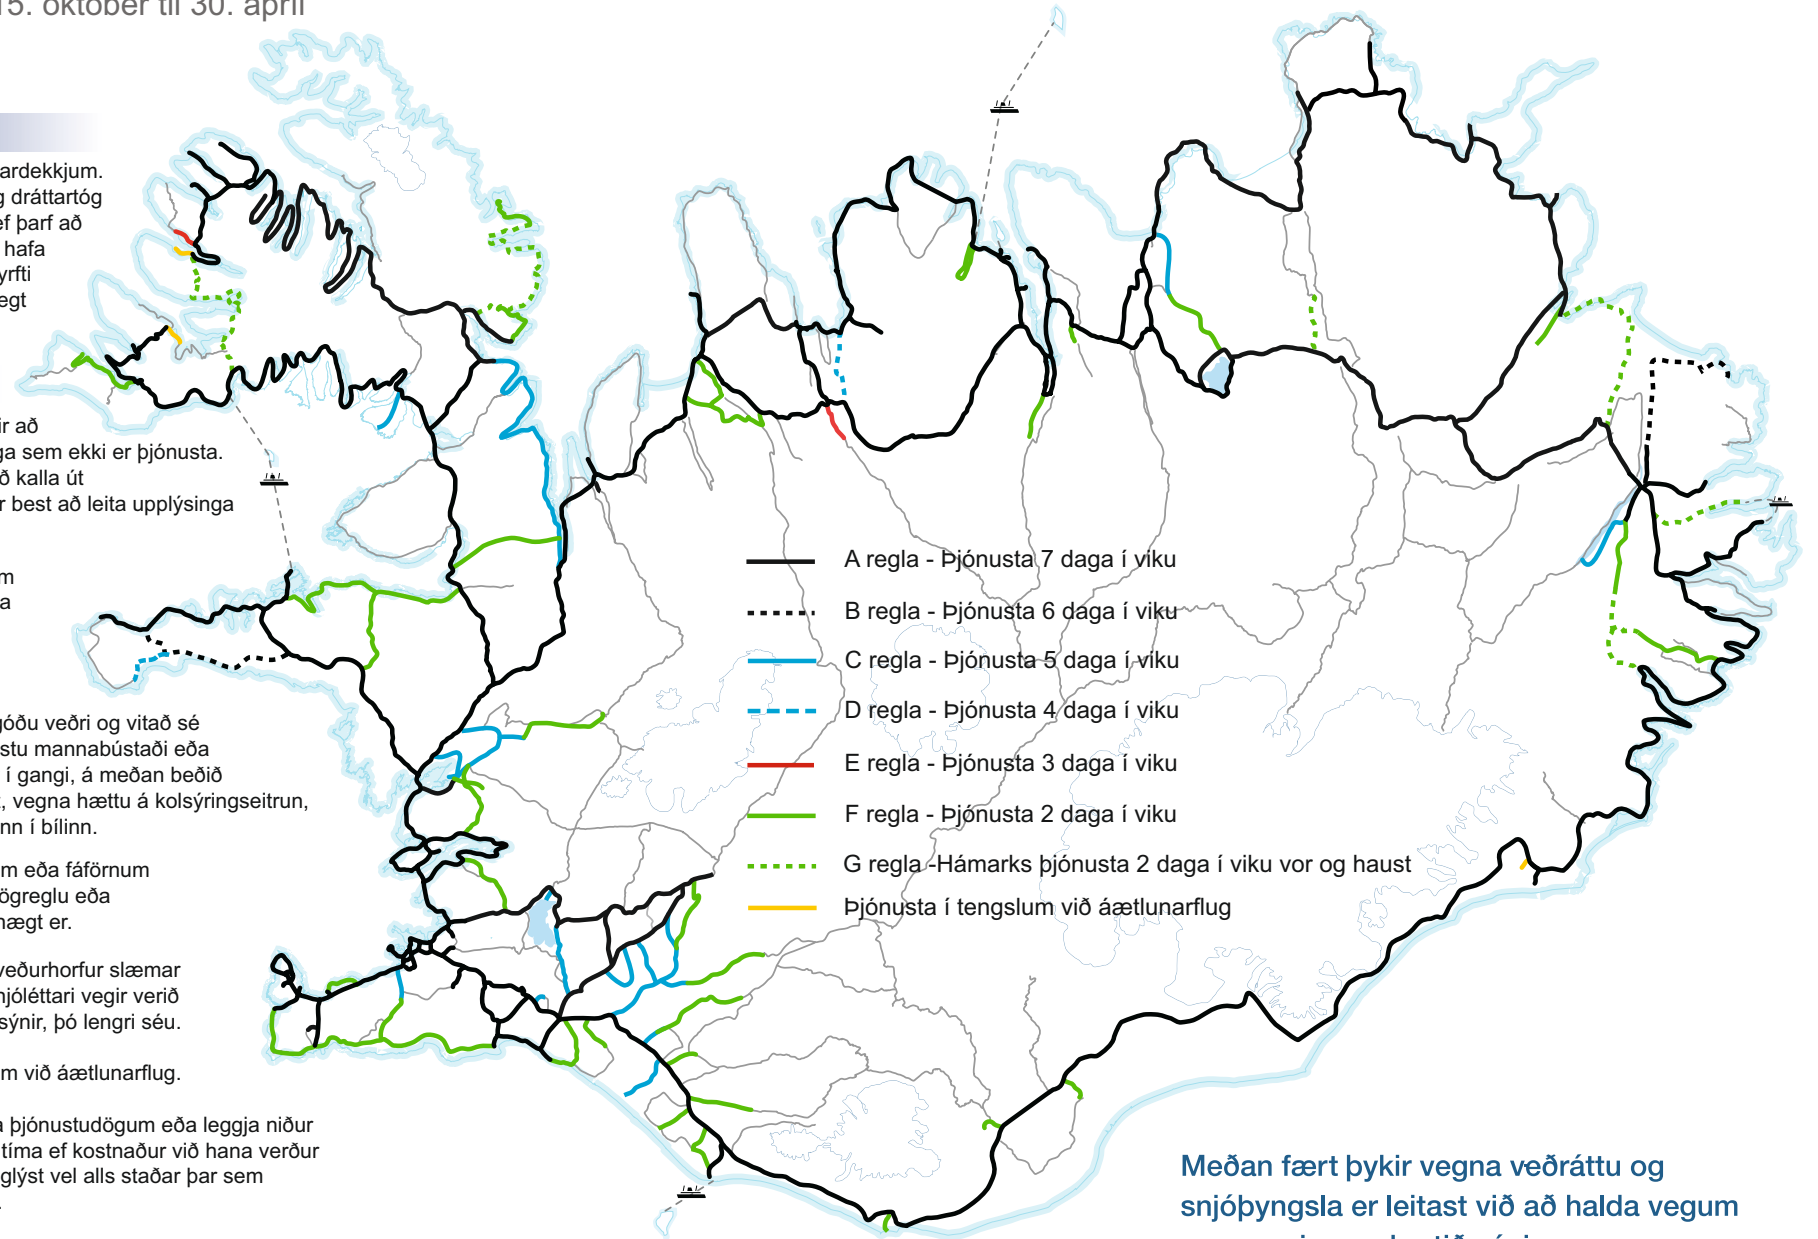 15. október til 30. apríl
ardekkjum.
g dráttartóg
ef þarf að
hafa
yrfti
egt
ir að
ga sem ekki er þjónusta.
ð kalla út
r best að leita upplýsinga
m
a
góðu veðri og vitað sé
stu mannabústaði eða
í gangi, á meðan beðið
, vegna hættu á kolsýringseitrun,
nn í bílinn.
m eða fáförnum
ögreglu eða
hægt er.
veðurhorfur slæmar
njóléttari vegir verið
sýnir, þó lengri séu.
m við áætlunarflug.
a þjónustudögum eða leggja niður
tíma ef kostnaður við hana verður
glýst vel alls staðar þar sem
A regla - Þjónusta 7 daga í viku
B regla - Þjónusta 6 daga í viku
C regla - Þjónusta 5 daga í viku
D regla - Þjónusta 4 daga í viku
E regla - Þjónusta 3 daga í viku
F regla - Þjónusta 2 daga í viku
G regla -Hámarks þjónusta 2 daga í viku vor og haust
Þjónusta í tengslum við áætlunarflug
Meðan fært þykir vegna veðráttu og
snjóþyngsla er leitast við að halda vegum